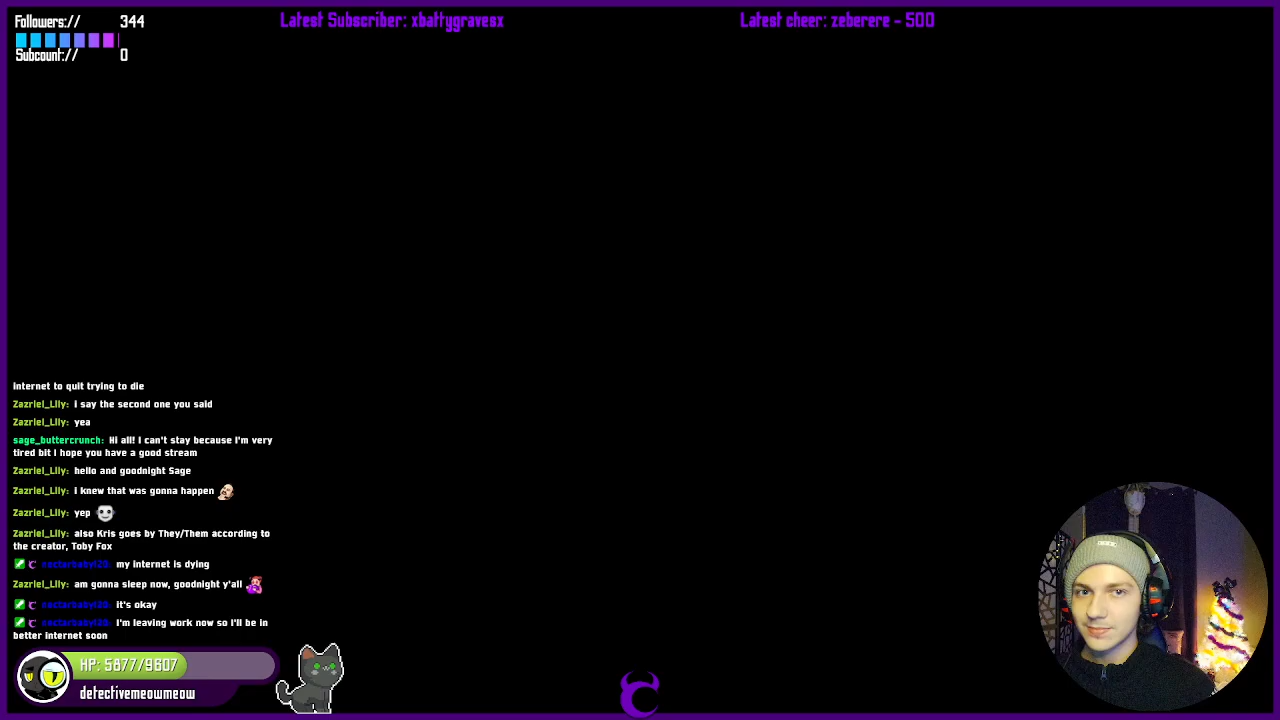 Followers:// 344
Latest Subscriber: xbattygravesx
Latest cheer: zeberere - 500
Subcount:// 0
internet to quit trying to die
Zazriel_Lily: i say the second one you said
Zazriel_Lily: yea
sage_buttercrunch: Hi all! I can't stay because I'm very
tired bit I hope you have a good stream
Zazriel_Lily: hello and goodnight Sage
Zazriel_Lily: i knew that was gonna happen
Zazriel_Lily: yep
Zazriel_Lily: also Kris goes by They/Them according to
the creator, Toby Fox
noctarbaby120: my internet is dying
Zazriel_Lily: am gonna sleep now, goodnight y'all
noctarbaby120: It's okay
noctarbaby120: I'm leaving work now so I'll be in
better internet soon
HP: 5877/9607
detectivemeowmeow